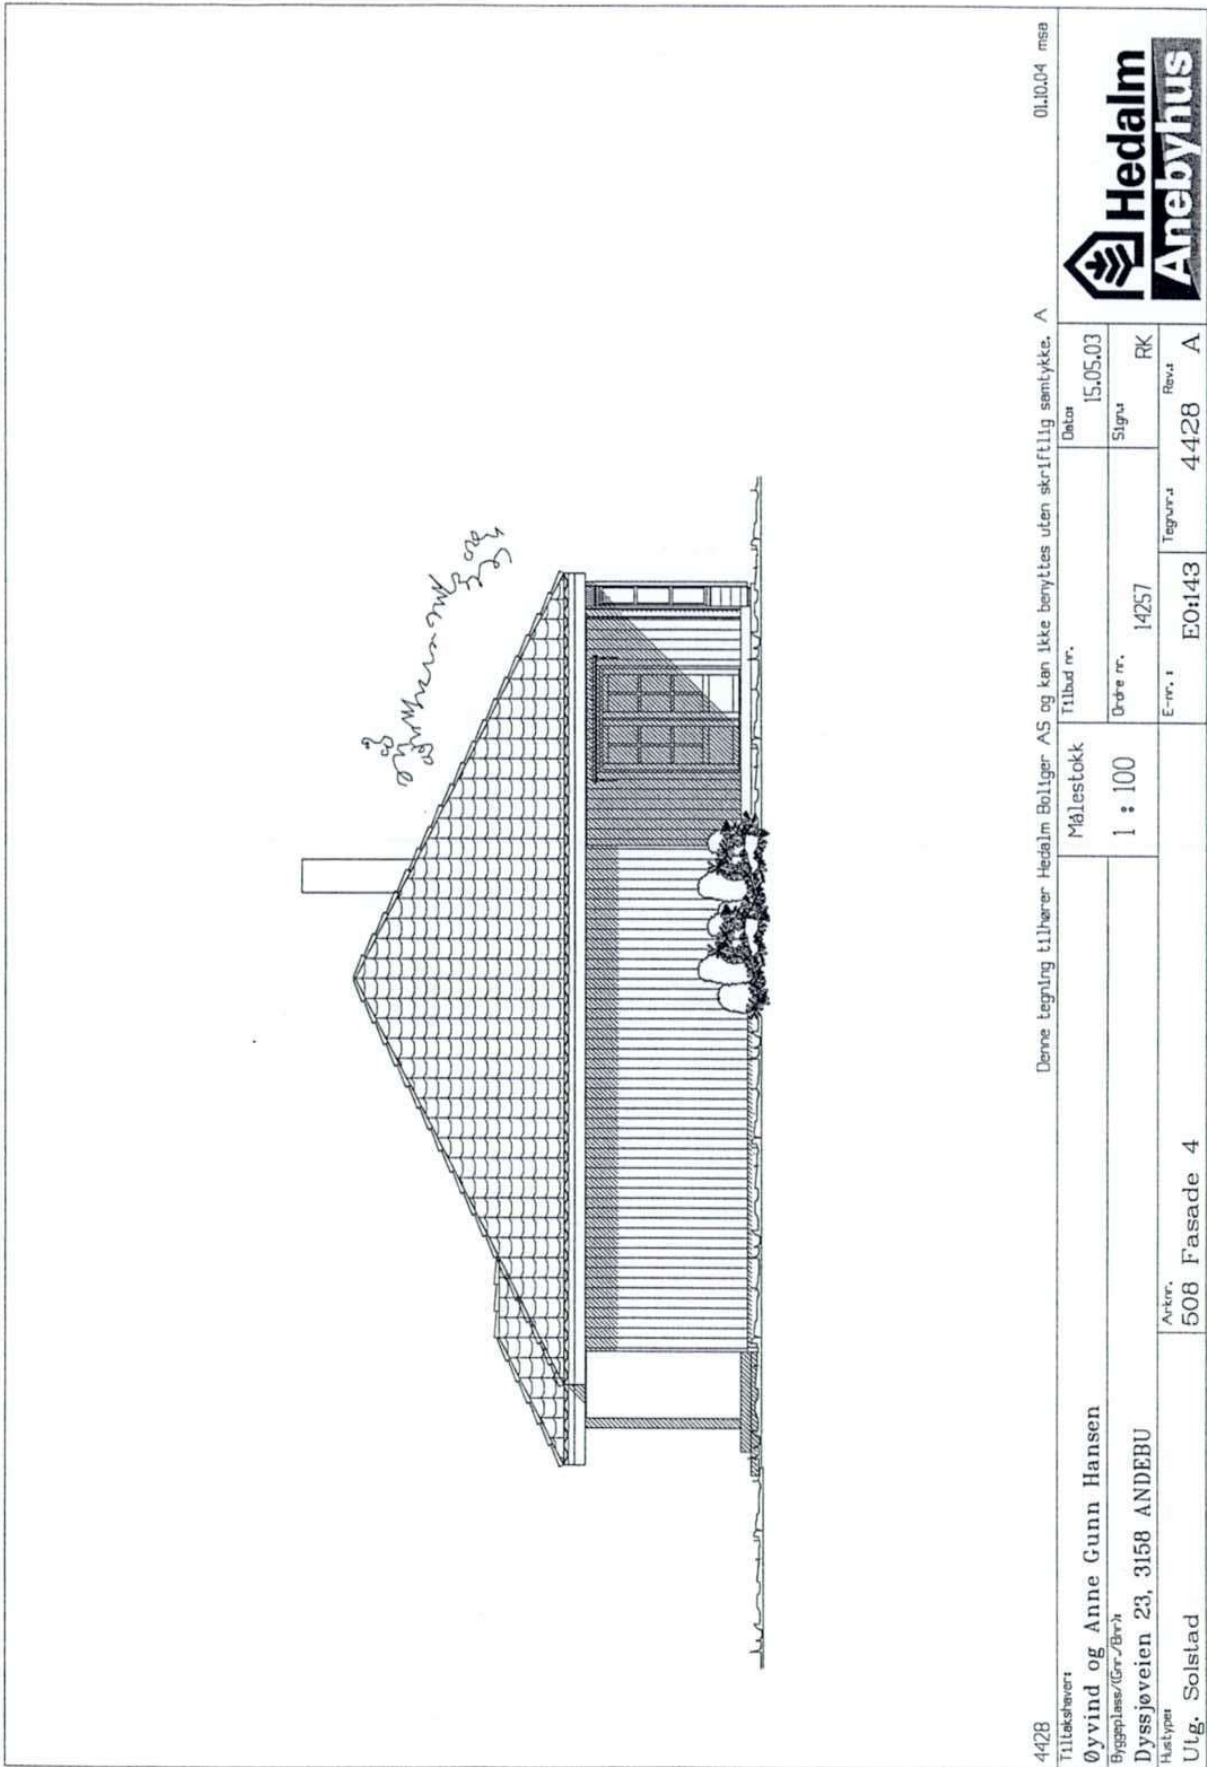 4428
Denne tegning tilhører Hedalm Boliger AS og kan ikke benyttes uten skriftlig samtykke. A
01.10.04 msa
Tiltakshaver:
Øyvind og Anne Gunn Hansen
Byggeplass/(Gnr./Bnr):
Dyssjøveien 23, 3158 ANDEBU
Hustype:
Utg. Solstad
Arknr.
508 Fasade 4
Målestokk
1 : 100
Tilbud nr.
Ordre nr.
14257
E-nr. :
E0:143
Dato:
15.05.03
Sign.:
RK
Tegn.nr.:
4428
Rev.:
A
Hedalm
Anebyhus